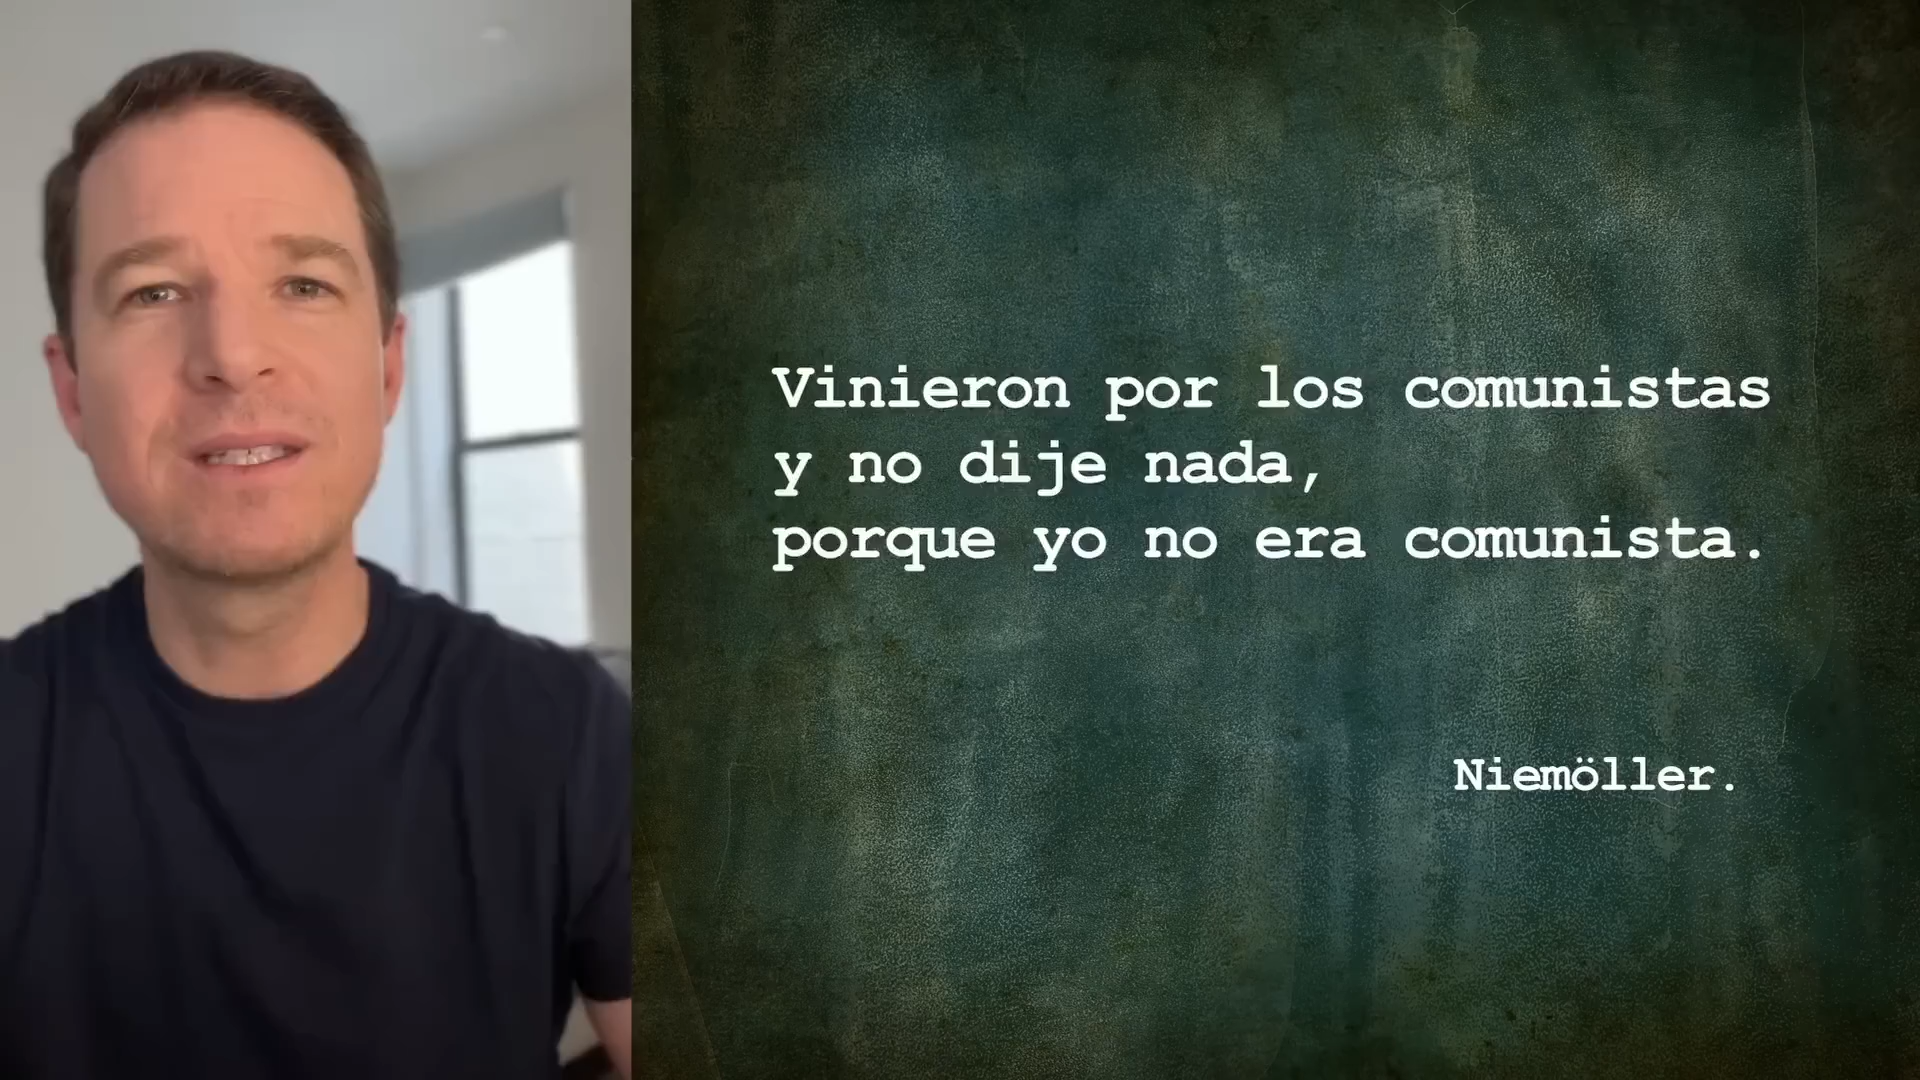 Vinieron por los comunistas
y no dije nada,
porque yo no era comunista.
Niemöller.